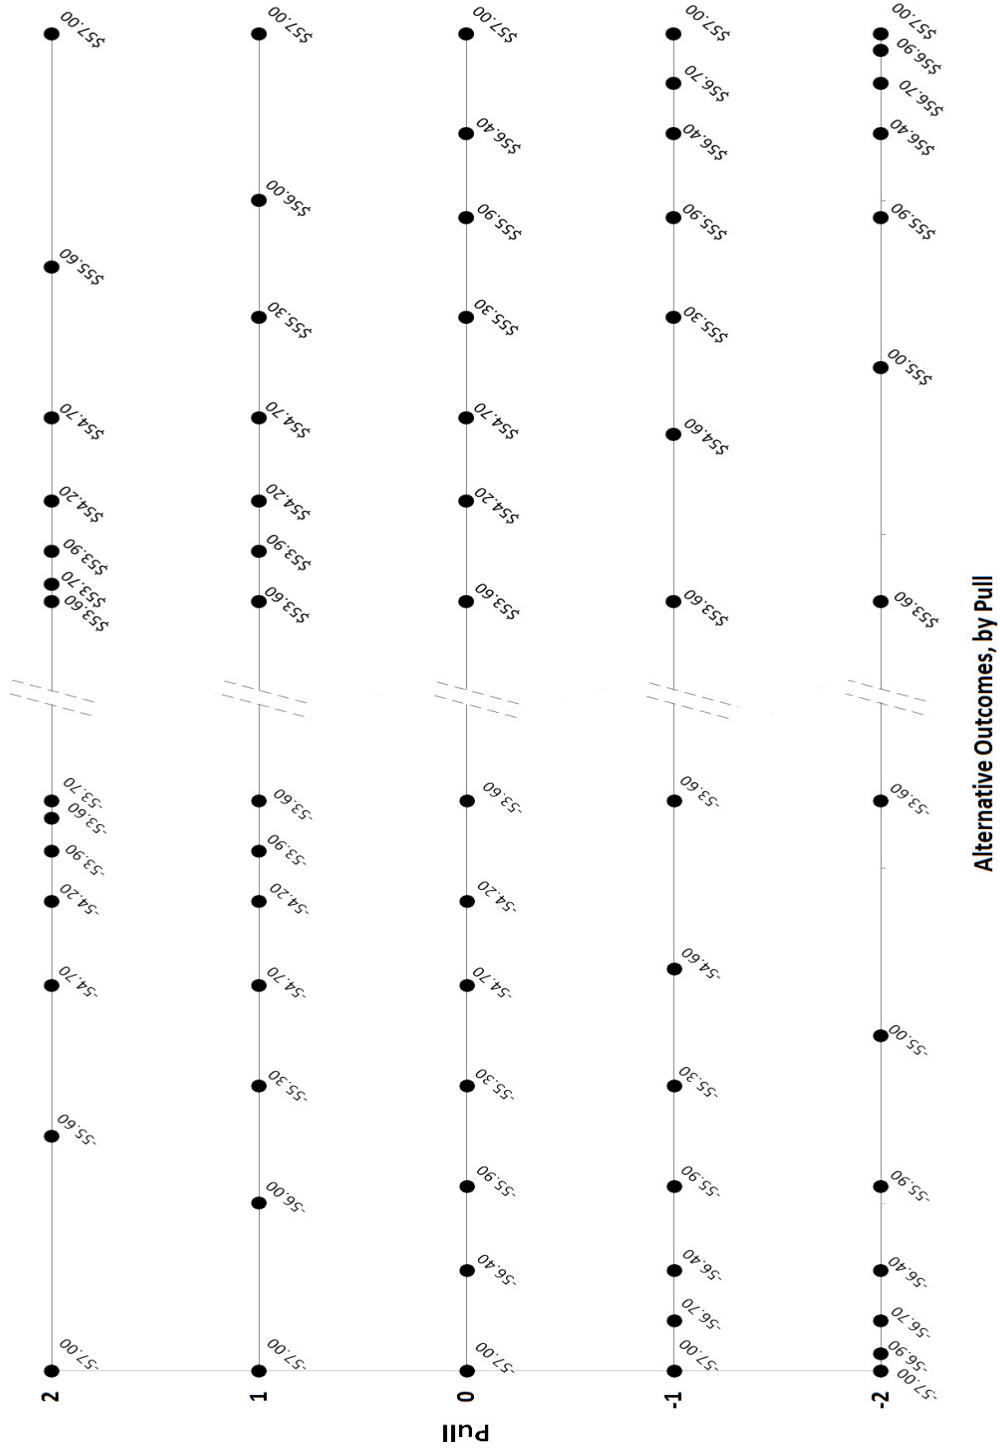 Pull
2
-57.00 -55.60 -54.70 -54.20 -53.90 -53.60 -53.70 $53.60 $53.70 $53.90 $54.20 $54.70 $55.60 $57.00
1
-57.00 -56.00 -55.30 -54.70 -54.20 -53.90 -53.60 $53.60 $53.90 $54.20 $54.70 $55.30 $56.00 $57.00
0
-57.00 -56.40 -55.90 -55.30 -54.70 -54.20 -53.60 $53.60 $54.20 $54.70 $55.30 $55.90 $56.40 $57.00
-1
-57.00 -56.70 -56.40 -55.90 -55.30 -54.60 -53.60 $53.60 $54.60 $55.30 $55.90 $56.40 $56.70 $57.00
-2
-57.00 -56.90 -56.70 -56.40 -55.90 -55.00 -53.60 $53.60 $55.00 $55.90 $56.40 $56.70 $56.90 $57.00
Alternative Outcomes, by Pull